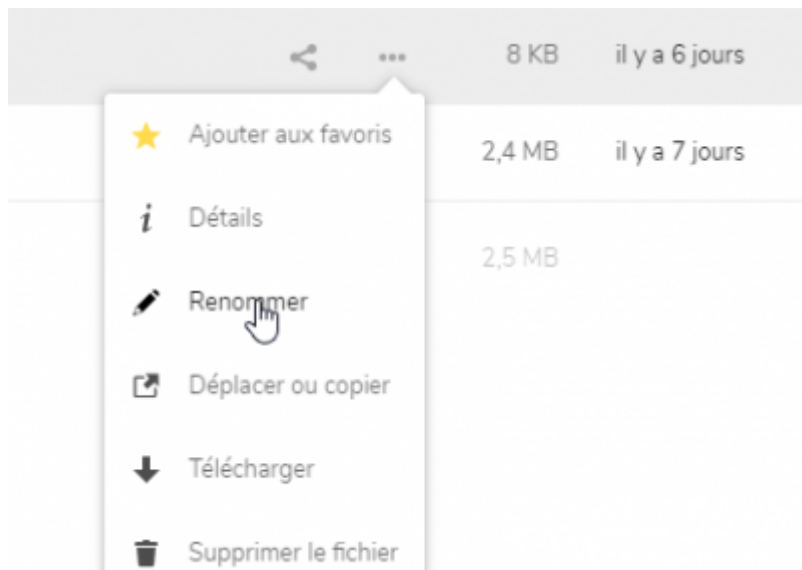 8 KB il y a 6 jours
Ajouter aux favoris
2,4 MB il y a 7 jours
Détails
2,5 MB
Renommer
Déplacer ou copier
Télécharger
Supprimer le fichier